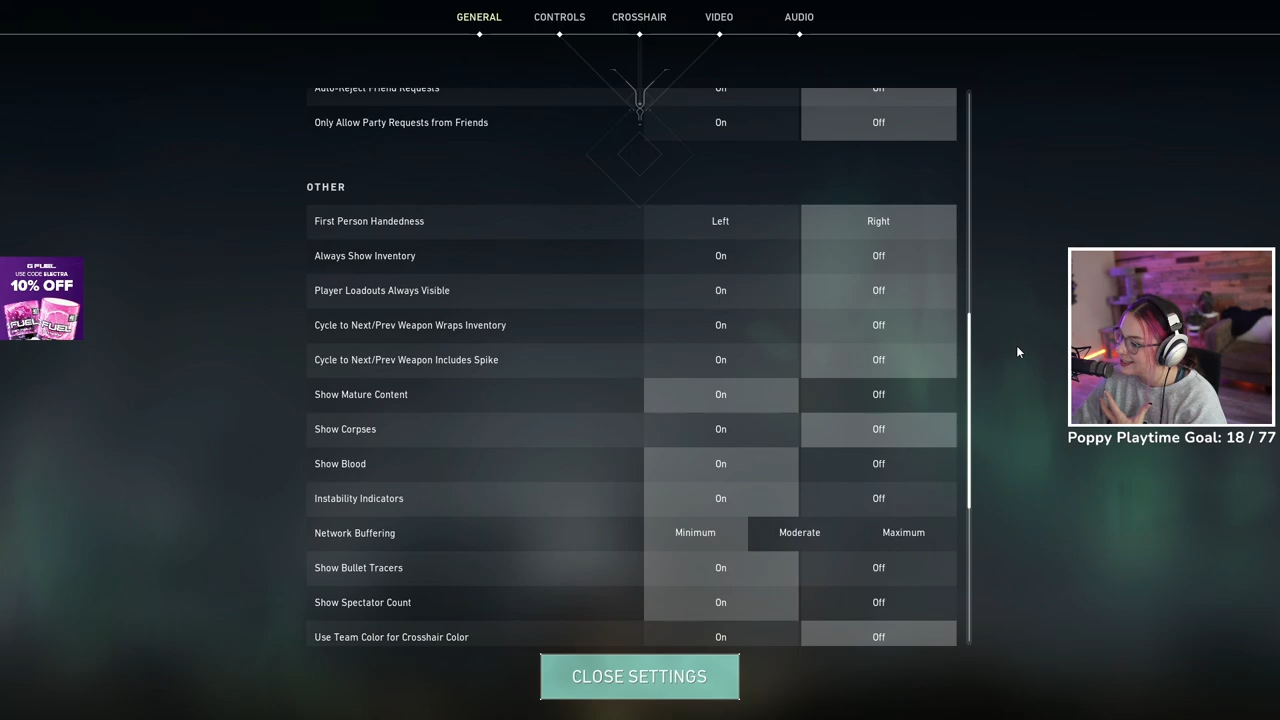 GENERAL CONTROLS CROSSHAIR VIDEO AUDIO
Auto-Reject Friend Requests On Off
Only Allow Party Requests from Friends On Off
OTHER
First Person Handedness Left Right
Always Show Inventory On Off
Player Loadouts Always Visible On Off
Cycle to Next/Prev Weapon Wraps Inventory On Off
Cycle to Next/Prev Weapon Includes Spike On Off
Show Mature Content On Off
Show Corpses On Off
Show Blood On Off
Instability Indicators On Off
Network Buffering Minimum Moderate Maximum
Show Bullet Tracers On Off
Show Spectator Count On Off
Use Team Color for Crosshair Color On Off
CLOSE SETTINGS
G FUEL
USE CODE ELECTRA
10% OFF
FUEL
FUEL
Poppy Playtime Goal: 18 / 77